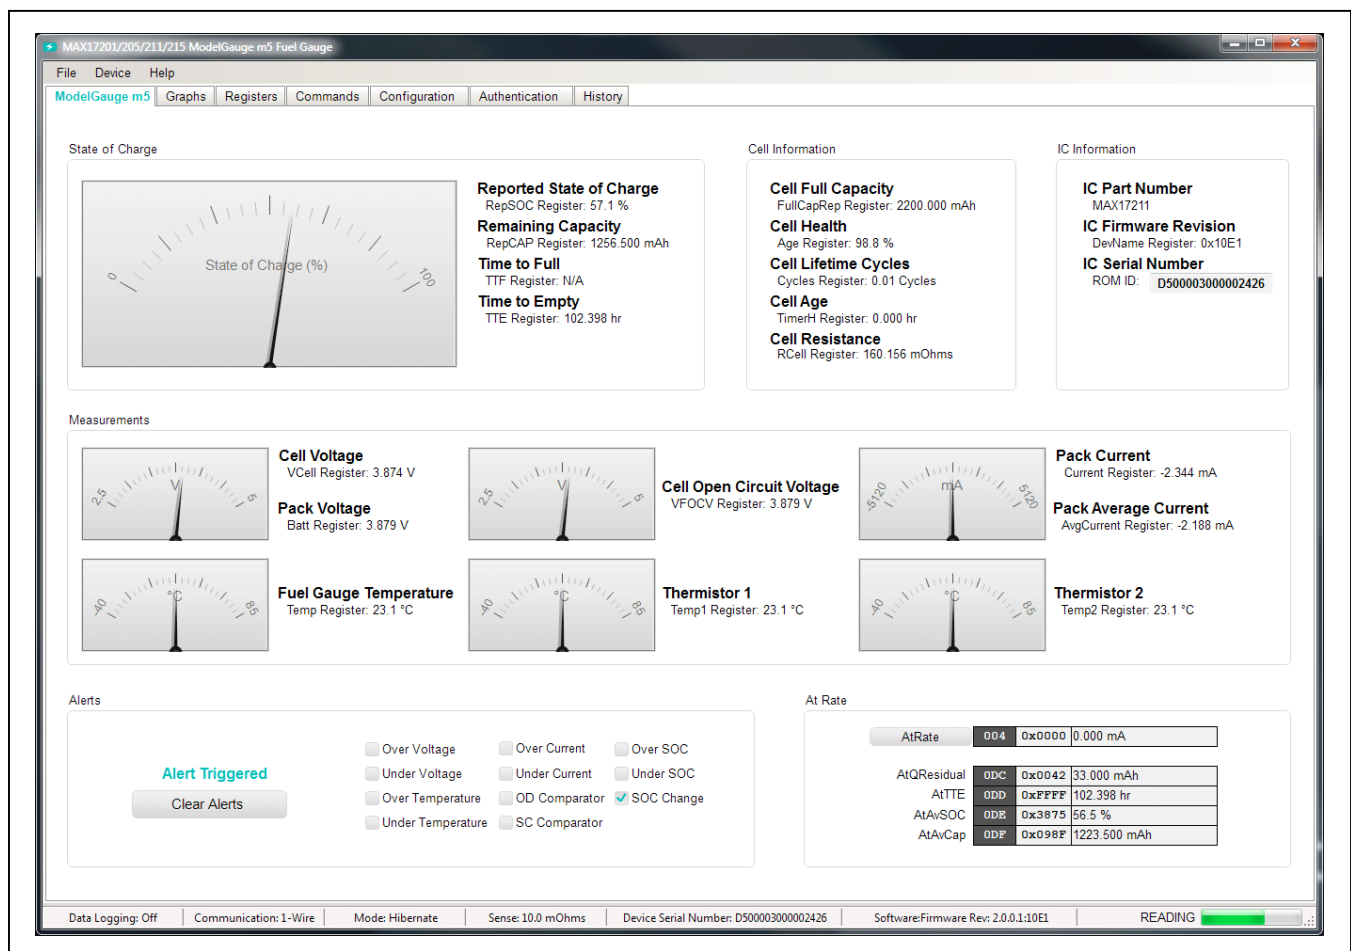 MAX17201/205/211/215 ModelGauge m5 Fuel Gauge
File Device Help
ModelGauge m5 Graphs Registers Commands Configuration Authentication History
State of Charge
0
100
State of Charge (%)
Reported State of Charge
RepSOC Register: 57.1 %
Remaining Capacity
RepCAP Register: 1256.500 mAh
Time to Full
TTF Register: N/A
Time to Empty
TTE Register: 102.398 hr
Cell Information
Cell Full Capacity
FullCapRep Register: 2200.000 mAh
Cell Health
Age Register: 98.8 %
Cell Lifetime Cycles
Cycles Register: 0.01 Cycles
Cell Age
TimerH Register: 0.000 hr
Cell Resistance
RCell Register: 160.156 mOhms
IC Information
IC Part Number
MAX17211
IC Firmware Revision
DevName Register: 0x10E1
IC Serial Number
ROM ID: D500003000002426
Measurements
2.5 V 5
Cell Voltage
VCell Register: 3.874 V
Pack Voltage
Batt Register: 3.879 V
2.5 V 5
Cell Open Circuit Voltage
VFOCV Register: 3.879 V
-5120 mA 5120
Pack Current
Current Register: -2.344 mA
Pack Average Current
AvgCurrent Register: -2.188 mA
-40 °C 85
Fuel Gauge Temperature
Temp Register: 23.1 °C
-40 °C 85
Thermistor 1
Temp1 Register: 23.1 °C
-40 °C 85
Thermistor 2
Temp2 Register: 23.1 °C
Alerts
Alert Triggered
Clear Alerts
Over Voltage Over Current Over SOC
Under Voltage Under Current Under SOC
Over Temperature OD Comparator SOC Change
Under Temperature SC Comparator
At Rate
AtRate 004 0x0000 0.000 mA
AtQResidual 0DC 0x0042 33.000 mAh
AtTTE 0DD 0xFFFF 102.398 hr
AtAvSOC 0DE 0x3875 56.5 %
AtAvCap 0DF 0x098F 1223.500 mAh
Data Logging: Off Communication: 1-Wire Mode: Hibernate Sense: 10.0 mOhms Device Serial Number: D500003000002426 Software:Firmware Rev: 2.0.0.1:10E1 READING